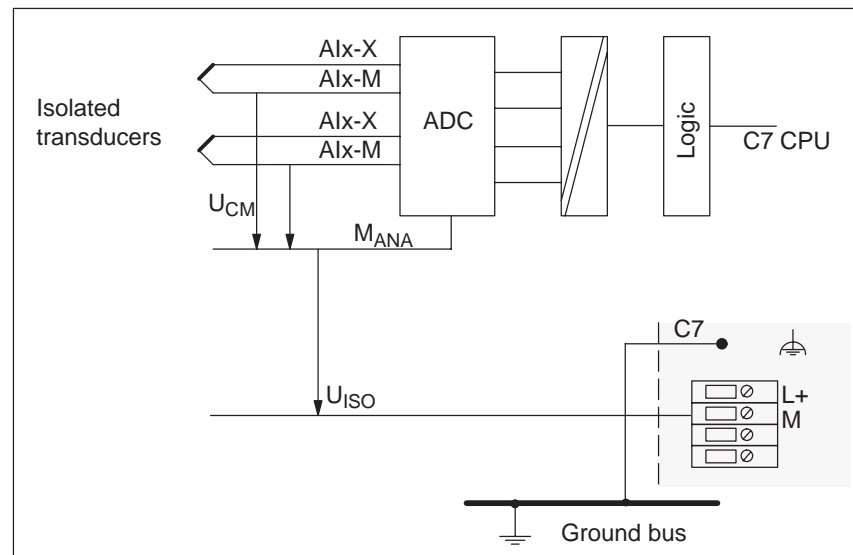 AIx-X
AIx-M
Isolated
transducers
AIx-X
AIx-M
ADC
Logic
C7 CPU
UCM
MANA
C7
UISO
L+
M
Ground bus